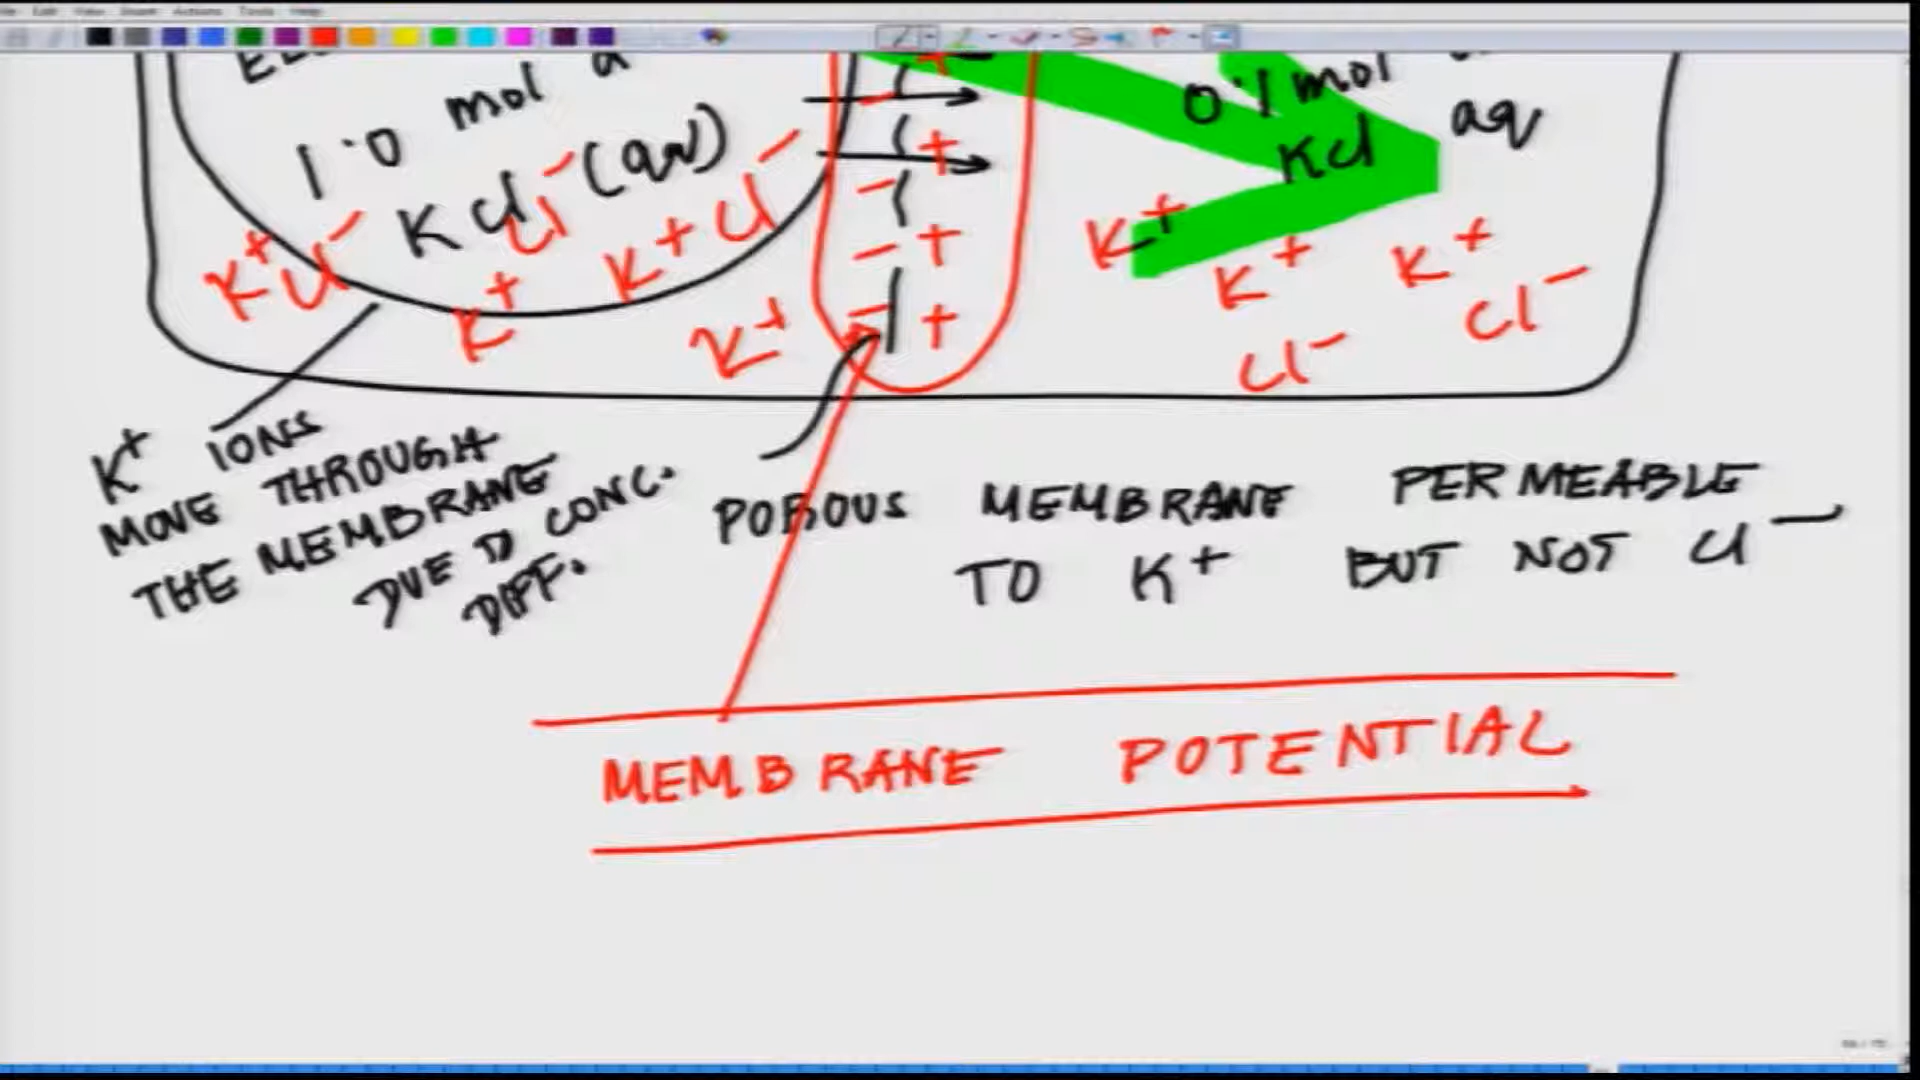 1.0 mol
0.1 mol
KCl (aq)
KCl
aq
K+ Cl-
Cl-
K+
K+ Cl-
K+
K+
K+
K+
Cl-
Cl-
- +
- +
- +
K+ IONS
MOVE THROUGH
THE MEMBRANE
DUE TO CONC.
DIFF.
POROUS MEMBRANE PERMEABLE
TO K+ BUT NOT Cl-
MEMBRANE POTENTIAL